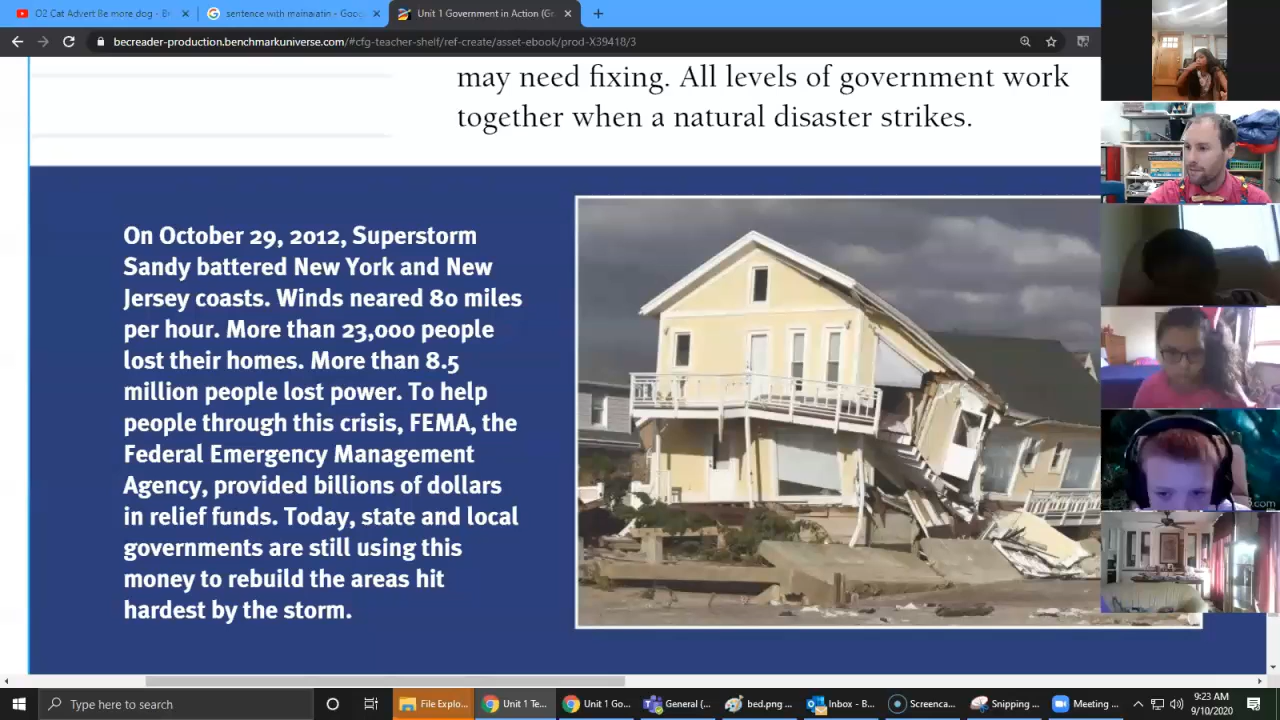 O2 Cat Advert Be more dog - B
sentence with mainaiatin - Goog
Unit 1 Government in Action (Gr
becreader-production.benchmarkuniverse.com/#cfg-teacher-shelf/ref-create/asset-ebook/prod-X39418/3
may need fixing. All levels of government work
together when a natural disaster strikes.
On October 29, 2012, Superstorm
Sandy battered New York and New
Jersey coasts. Winds neared 80 miles
per hour. More than 23,000 people
lost their homes. More than 8.5
million people lost power. To help
people through this crisis, FEMA, the
Federal Emergency Management
Agency, provided billions of dollars
in relief funds. Today, state and local
governments are still using this
money to rebuild the areas hit
hardest by the storm.
.com
Type here to search
File Explo...
Unit 1 Te...
Unit 1 Go...
General (...
bed.png ...
Inbox - B...
Screenca...
Snipping ...
Meeting ...
9:23 AM
9/10/2020